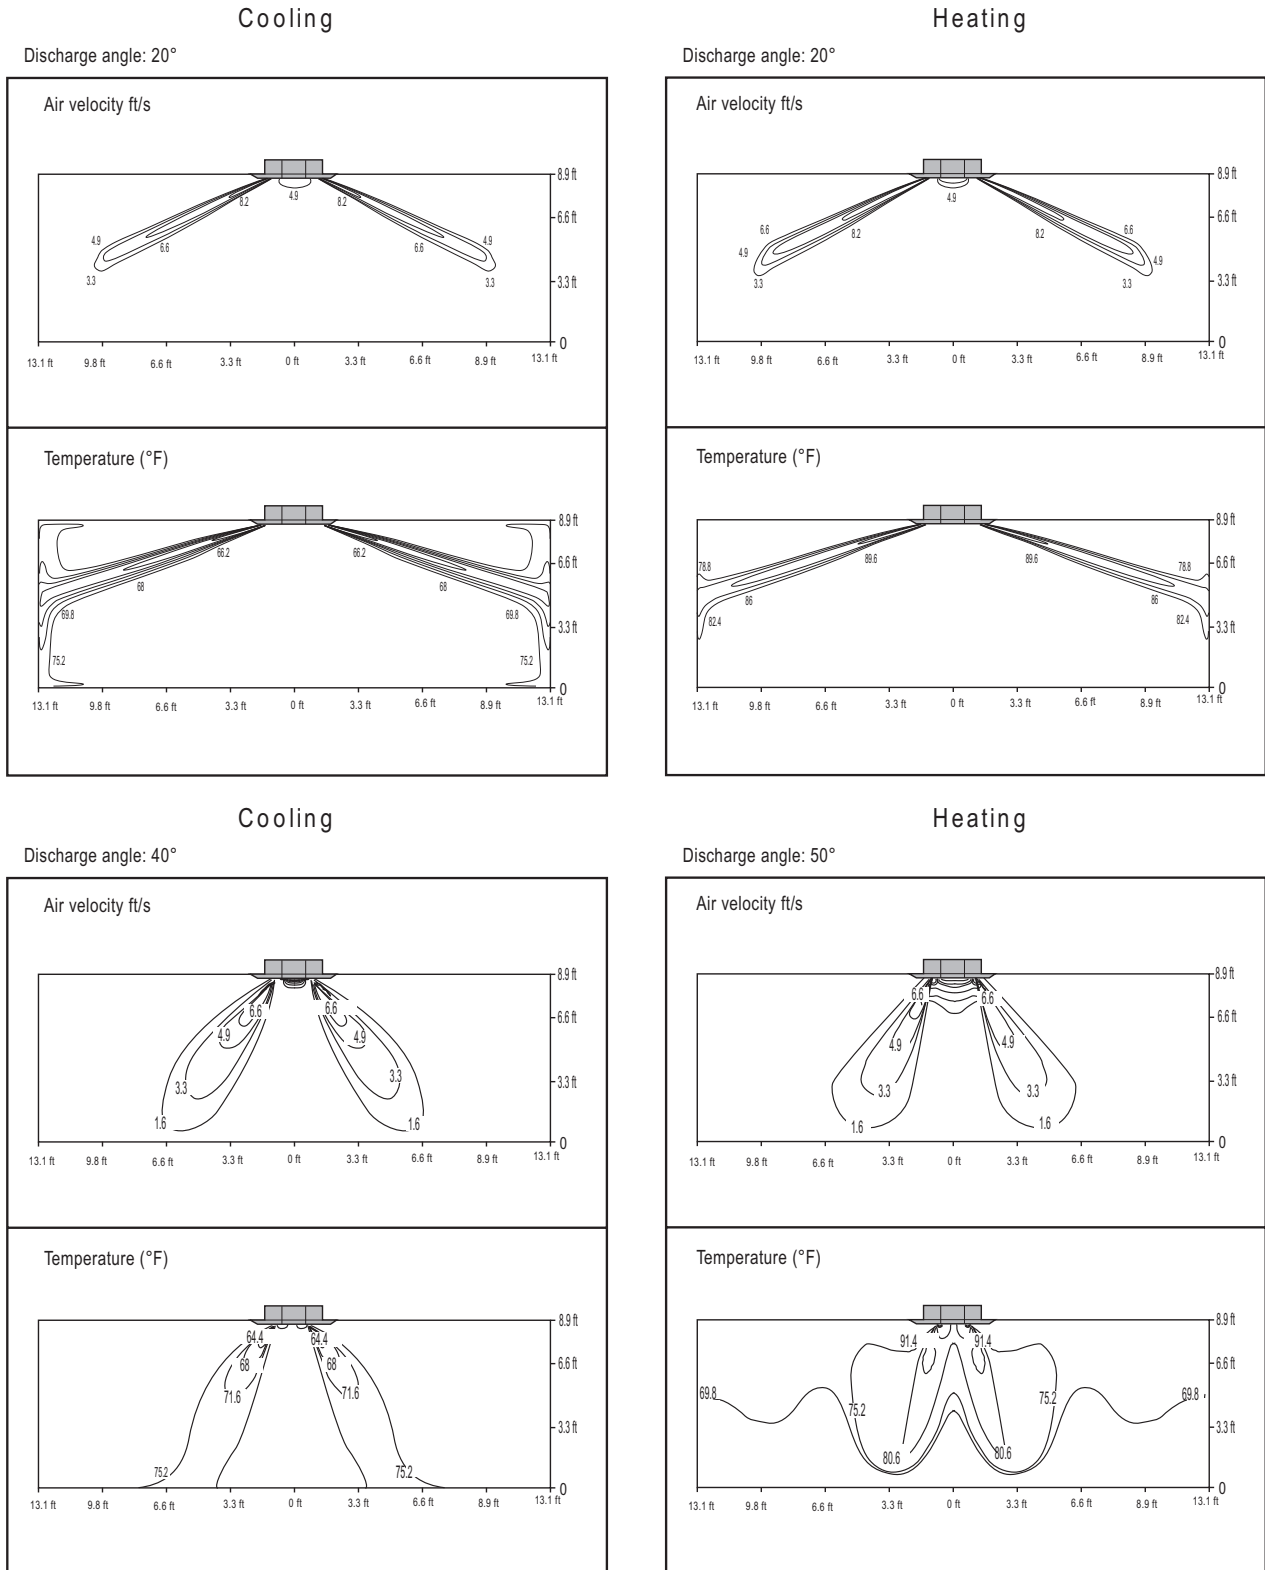 Cooling
Discharge angle: 20°
Air velocity ft/s
8.9 ft
6.6 ft
3.3 ft
0
4.9
8.2
8.2
4.9
6.6
6.6
4.9
3.3
3.3
13.1 ft 9.8 ft 6.6 ft 3.3 ft 0 ft 3.3 ft 6.6 ft 8.9 ft 13.1 ft
Temperature (°F)
8.9 ft
6.6 ft
3.3 ft
0
66.2
66.2
68
68
69.8
69.8
75.2
75.2
13.1 ft 9.8 ft 6.6 ft 3.3 ft 0 ft 3.3 ft 6.6 ft 8.9 ft 13.1 ft
Heating
Discharge angle: 20°
Air velocity ft/s
8.9 ft
6.6 ft
3.3 ft
0
4.9
6.6
8.2
8.2
6.6
4.9
4.9
3.3
3.3
13.1 ft 9.8 ft 6.6 ft 3.3 ft 0 ft 3.3 ft 6.6 ft 8.9 ft 13.1 ft
Temperature (°F)
8.9 ft
6.6 ft
3.3 ft
0
89.6
89.6
78.8
78.8
86
86
82.4
82.4
13.1 ft 9.8 ft 6.6 ft 3.3 ft 0 ft 3.3 ft 6.6 ft 8.9 ft 13.1 ft
Cooling
Discharge angle: 40°
Air velocity ft/s
8.9 ft
6.6 ft
3.3 ft
0
6.6
6.6
4.9
4.9
3.3
3.3
1.6
1.6
13.1 ft 9.8 ft 6.6 ft 3.3 ft 0 ft 3.3 ft 6.6 ft 8.9 ft 13.1 ft
Temperature (°F)
8.9 ft
6.6 ft
3.3 ft
0
64.4
64.4
68
68
71.6
71.6
75.2
75.2
13.1 ft 9.8 ft 6.6 ft 3.3 ft 0 ft 3.3 ft 6.6 ft 8.9 ft 13.1 ft
Heating
Discharge angle: 50°
Air velocity ft/s
8.9 ft
6.6 ft
3.3 ft
0
6.6
6.6
4.9
4.9
3.3
3.3
1.6
1.6
13.1 ft 9.8 ft 6.6 ft 3.3 ft 0 ft 3.3 ft 6.6 ft 8.9 ft 13.1 ft
Temperature (°F)
8.9 ft
6.6 ft
3.3 ft
0
91.4
91.4
69.8
69.8
75.2
75.2
80.6
80.6
13.1 ft 9.8 ft 6.6 ft 3.3 ft 0 ft 3.3 ft 6.6 ft 8.9 ft 13.1 ft